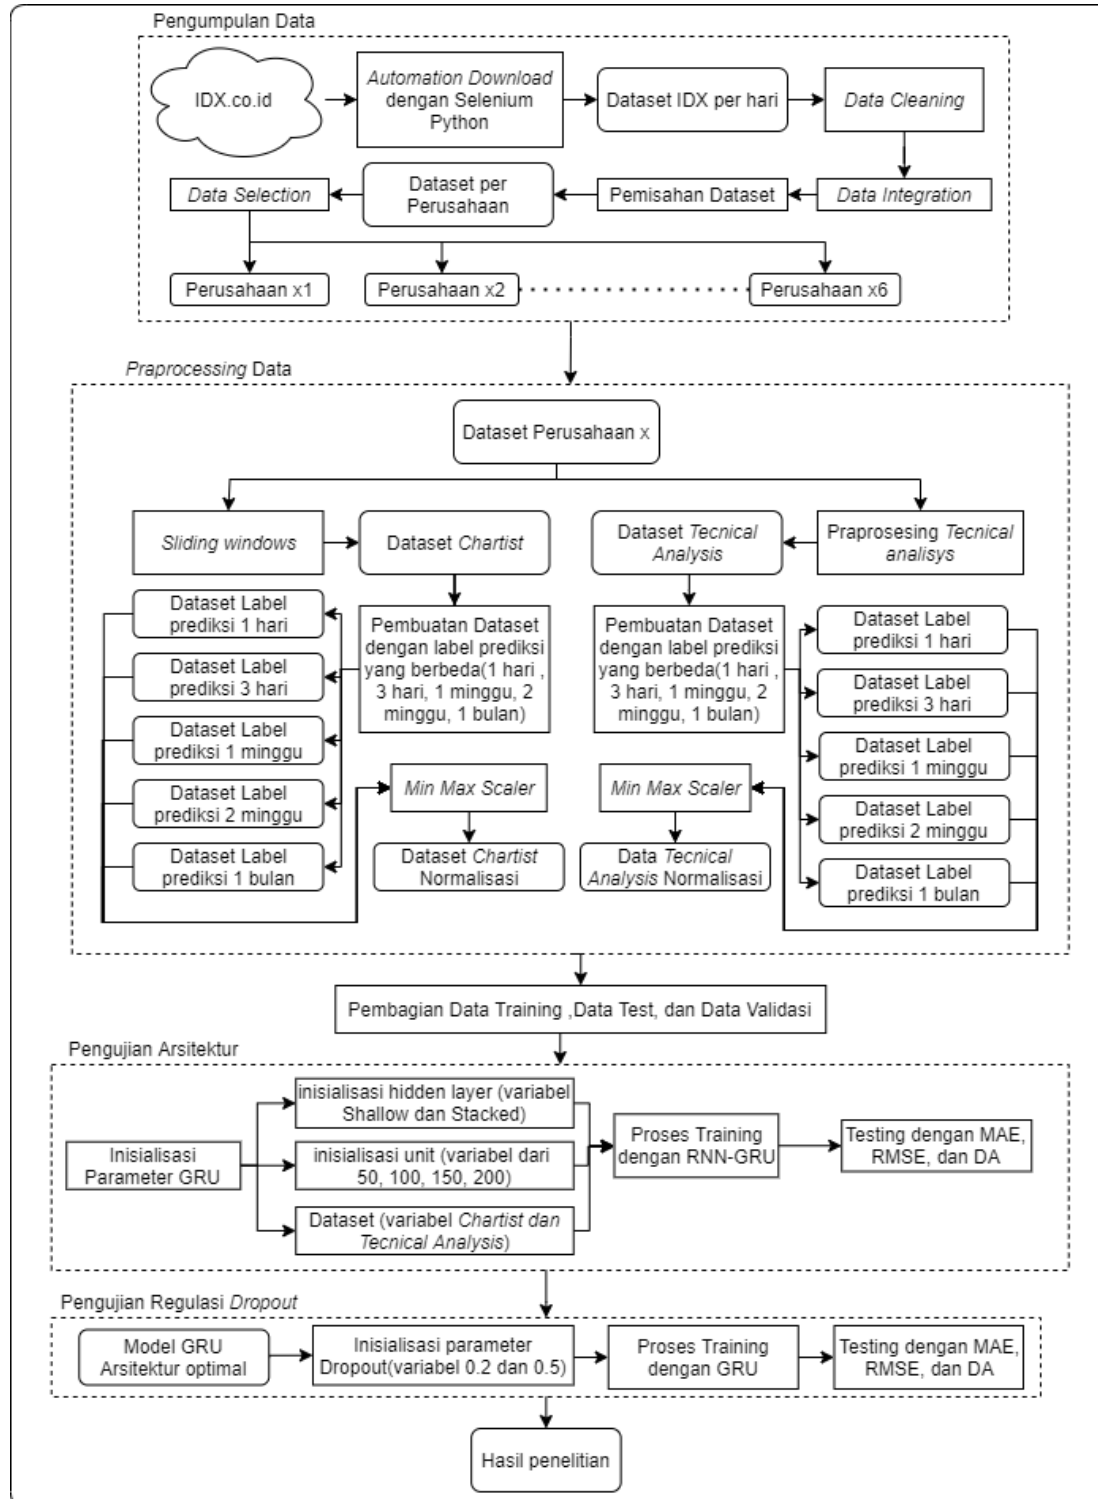 Pengumpulan Data
IDX.co.id
Automation Download
dengan Selenium
Python
Dataset IDX per hari
Data Cleaning
Data Selection
Dataset per
Perusahaan
Pemisahan Dataset
Data Integration
Perusahaan x1
Perusahaan x2
Perusahaan x6
Praprocessing Data
Dataset Perusahaan x
Sliding windows
Dataset Chartist
Dataset Tecnical
Analysis
Praprosesing Tecnical
analisys
Dataset Label
prediksi 1 hari
Dataset Label
prediksi 3 hari
Dataset Label
prediksi 1 minggu
Dataset Label
prediksi 2 minggu
Dataset Label
prediksi 1 bulan
Pembuatan Dataset
dengan label prediksi
yang berbeda(1 hari ,
3 hari, 1 minggu, 2
minggu, 1 bulan)
Pembuatan Dataset
dengan label prediksi
yang berbeda(1 hari ,
3 hari, 1 minggu, 2
minggu, 1 bulan)
Dataset Label
prediksi 1 hari
Dataset Label
prediksi 3 hari
Dataset Label
prediksi 1 minggu
Dataset Label
prediksi 2 minggu
Dataset Label
prediksi 1 bulan
Min Max Scaler
Min Max Scaler
Dataset Chartist
Normalisasi
Data Tecnical
Analysis Normalisasi
Pembagian Data Training ,Data Test, dan Data Validasi
Pengujian Arsitektur
Inisialisasi
Parameter GRU
inisialisasi hidden layer (variabel
Shallow dan Stacked)
inisialisasi unit (variabel dari
50, 100, 150, 200)
Dataset (variabel Chartist dan
Tecnical Analysis)
Proses Training
dengan RNN-GRU
Testing dengan MAE,
RMSE, dan DA
Pengujian Regulasi Dropout
Model GRU
Arsitektur optimal
Inisialisasi parameter
Dropout(variabel 0.2 dan 0.5)
Proses Training
dengan GRU
Testing dengan MAE,
RMSE, dan DA
Hasil penelitian